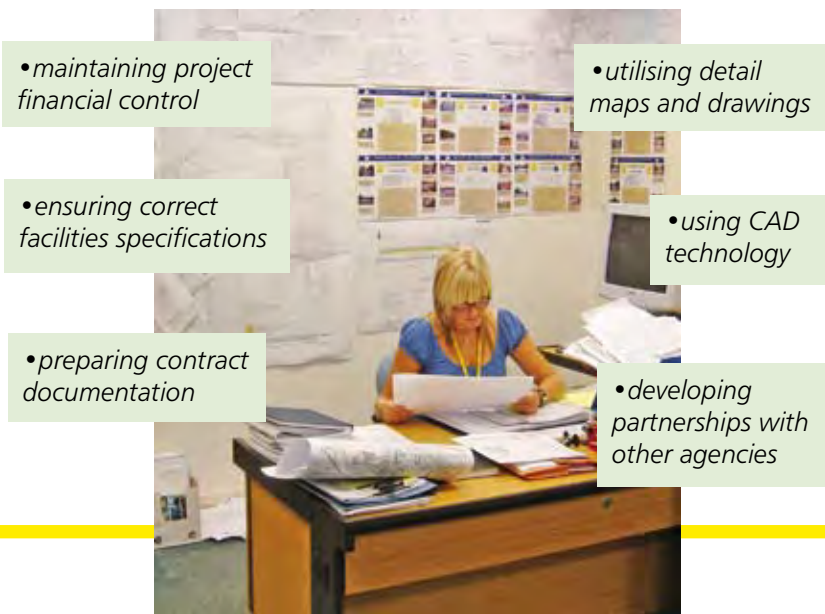 •maintaining project
financial control
•utilising detail
maps and drawings
•ensuring correct
facilities specifications
•using CAD
technology
•preparing contract
documentation
•developing
partnerships with
other agencies